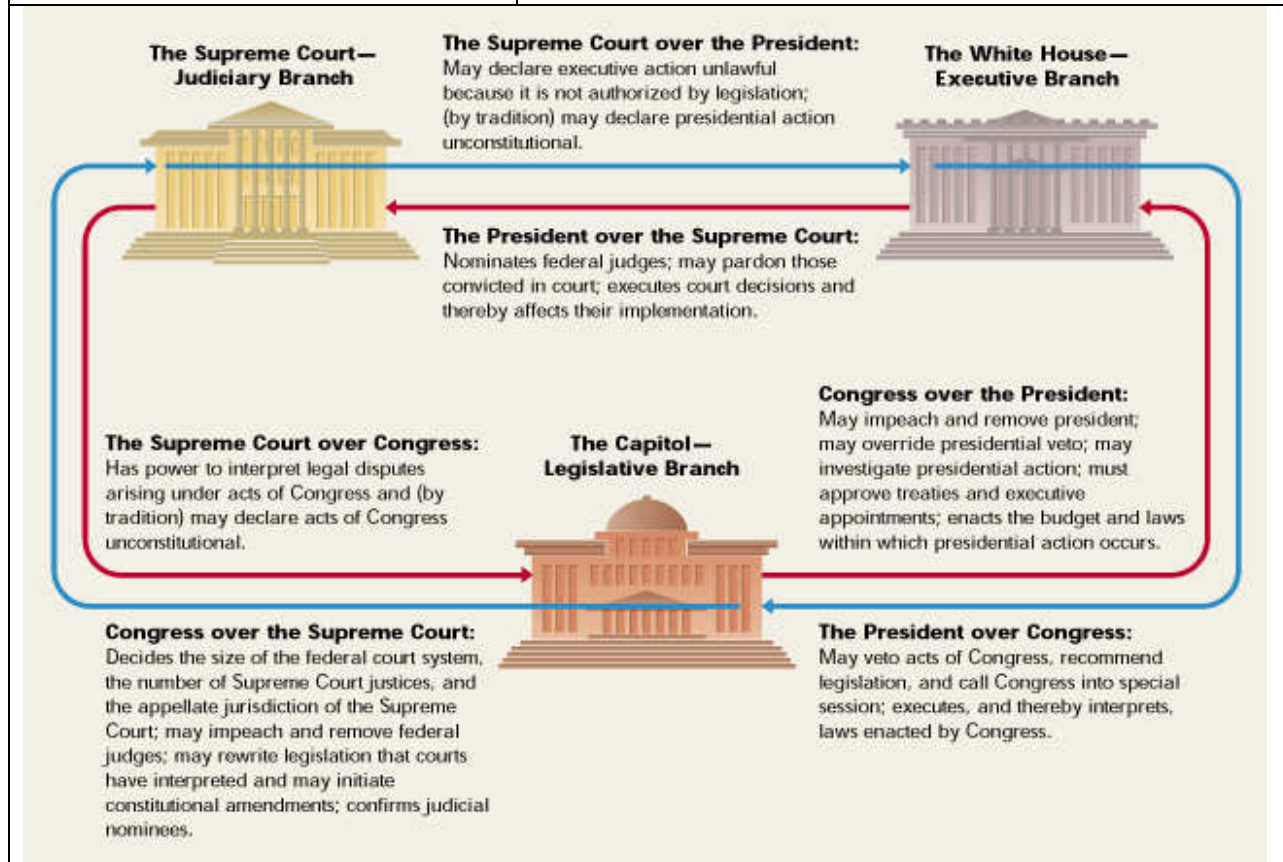 The Supreme Court—
Judiciary Branch
The Supreme Court over the President:
May declare executive action unlawful
because it is not authorized by legislation;
(by tradition) may declare presidential action
unconstitutional.
The White House—
Executive Branch
The President over the Supreme Court:
Nominates federal judges; may pardon those
convicted in court; executes court decisions and
thereby affects their implementation.
The Supreme Court over Congress:
Has power to interpret legal disputes
arising under acts of Congress and (by
tradition) may declare acts of Congress
unconstitutional.
The Capitol—
Legislative Branch
Congress over the President:
May impeach and remove president;
may override presidential veto; may
investigate presidential action; must
approve treaties and executive
appointments; enacts the budget and laws
within which presidential action occurs.
Congress over the Supreme Court:
Decides the size of the federal court system,
the number of Supreme Court justices, and
the appellate jurisdiction of the Supreme
Court; may impeach and remove federal
judges; may rewrite legislation that courts
have interpreted and may initiate
constitutional amendments; confirms judicial
nominees.
The President over Congress:
May veto acts of Congress, recommend
legislation, and call Congress into special
session; executes, and thereby interprets,
laws enacted by Congress.